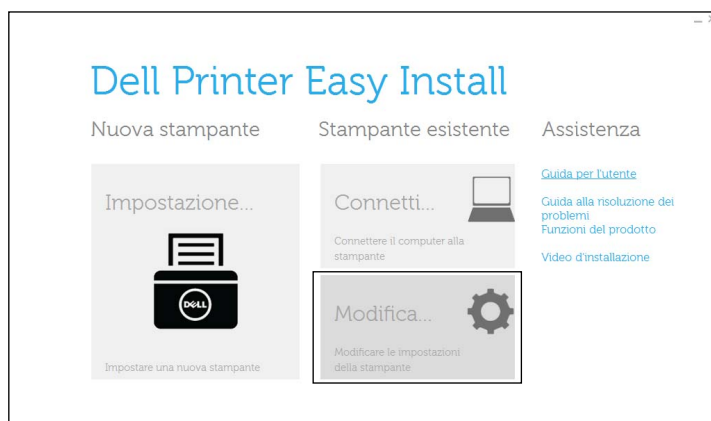 Dell Printer Easy Install
Nuova stampante
Impostazione...
DELL
Impostare una nuova stampante
Stampante esistente
Connetti...
Connettere il computer alla
stampante
Modifica...
Modificare le impostazioni
della stampante
Assistenza
Guida per l'utente
Guida alla risoluzione dei
problemi
Funzioni del prodotto
Video d'installazione